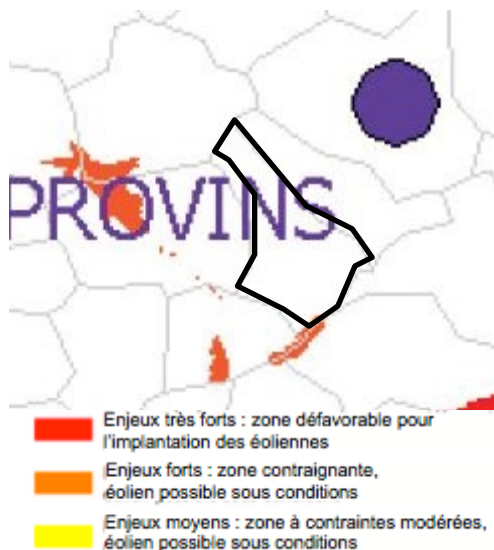 PROVINS
Enjeux très forts : zone défavorable pour
l'implantation des éoliennes
Enjeux forts : zone contraignante,
éolien possible sous conditions
Enjeux moyens : zone à contraintes modérées,
éolien possible sous conditions